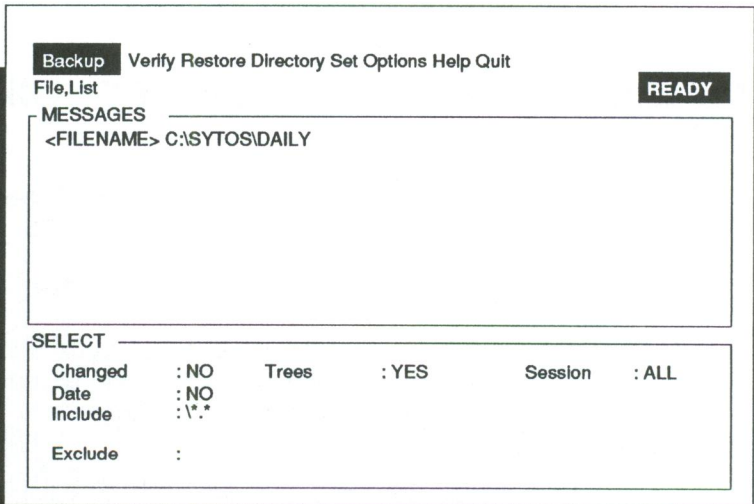 Backup Verify Restore Directory Set Options Help Quit
File,List READY
MESSAGES
<FILENAME> C:\SYTOS\DAILY
SELECT
Changed : NO Trees : YES Session : ALL
Date : NO
Include : \*.*
Exclude :